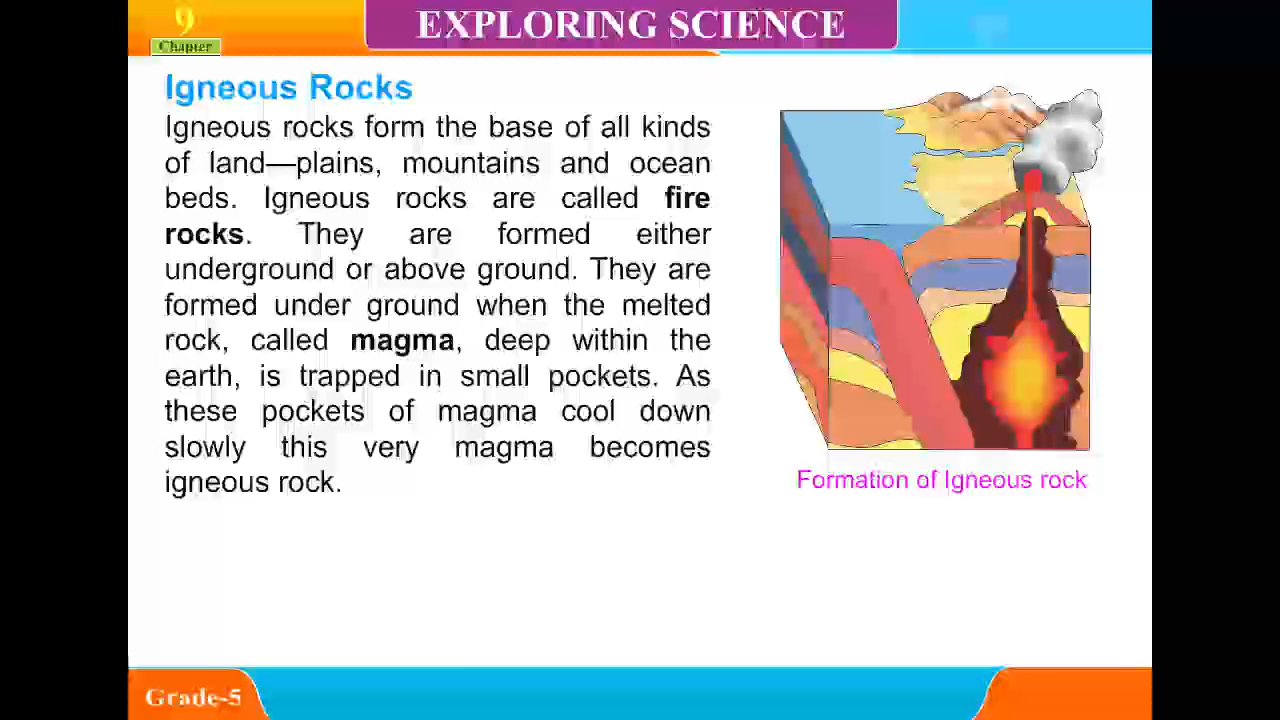 9
Chapter
EXPLORING SCIENCE
Igneous Rocks
Igneous rocks form the base of all kinds
of land—plains, mountains and ocean
beds. Igneous rocks are called fire
rocks. They are formed either
underground or above ground. They are
formed under ground when the melted
rock, called magma, deep within the
earth, is trapped in small pockets. As
these pockets of magma cool down
slowly this very magma becomes
igneous rock.
Formation of Igneous rock
Grade-5